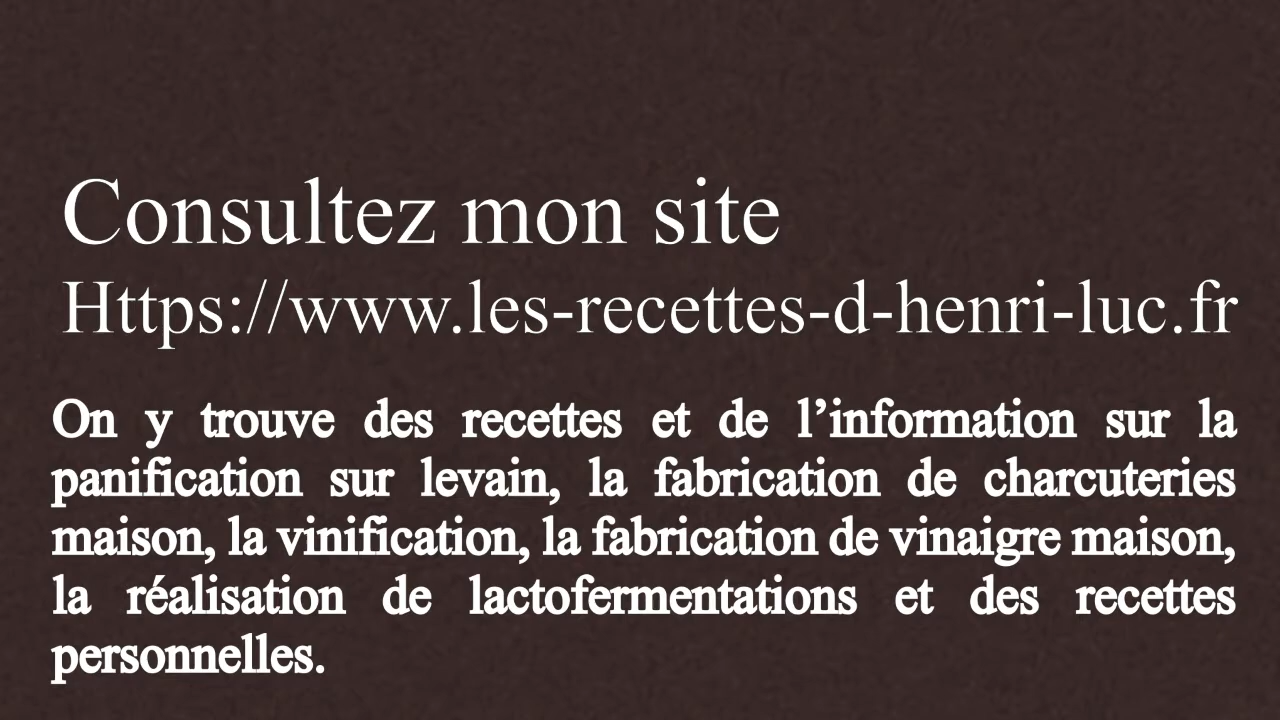 Consultez mon site
Https://www.les-recettes-d-henri-luc.fr
On y trouve des recettes et de l’information sur la
panification sur levain, la fabrication de charcuteries
maison, la vinification, la fabrication de vinaigre maison,
la réalisation de lactofermentations et des recettes
personnelles.